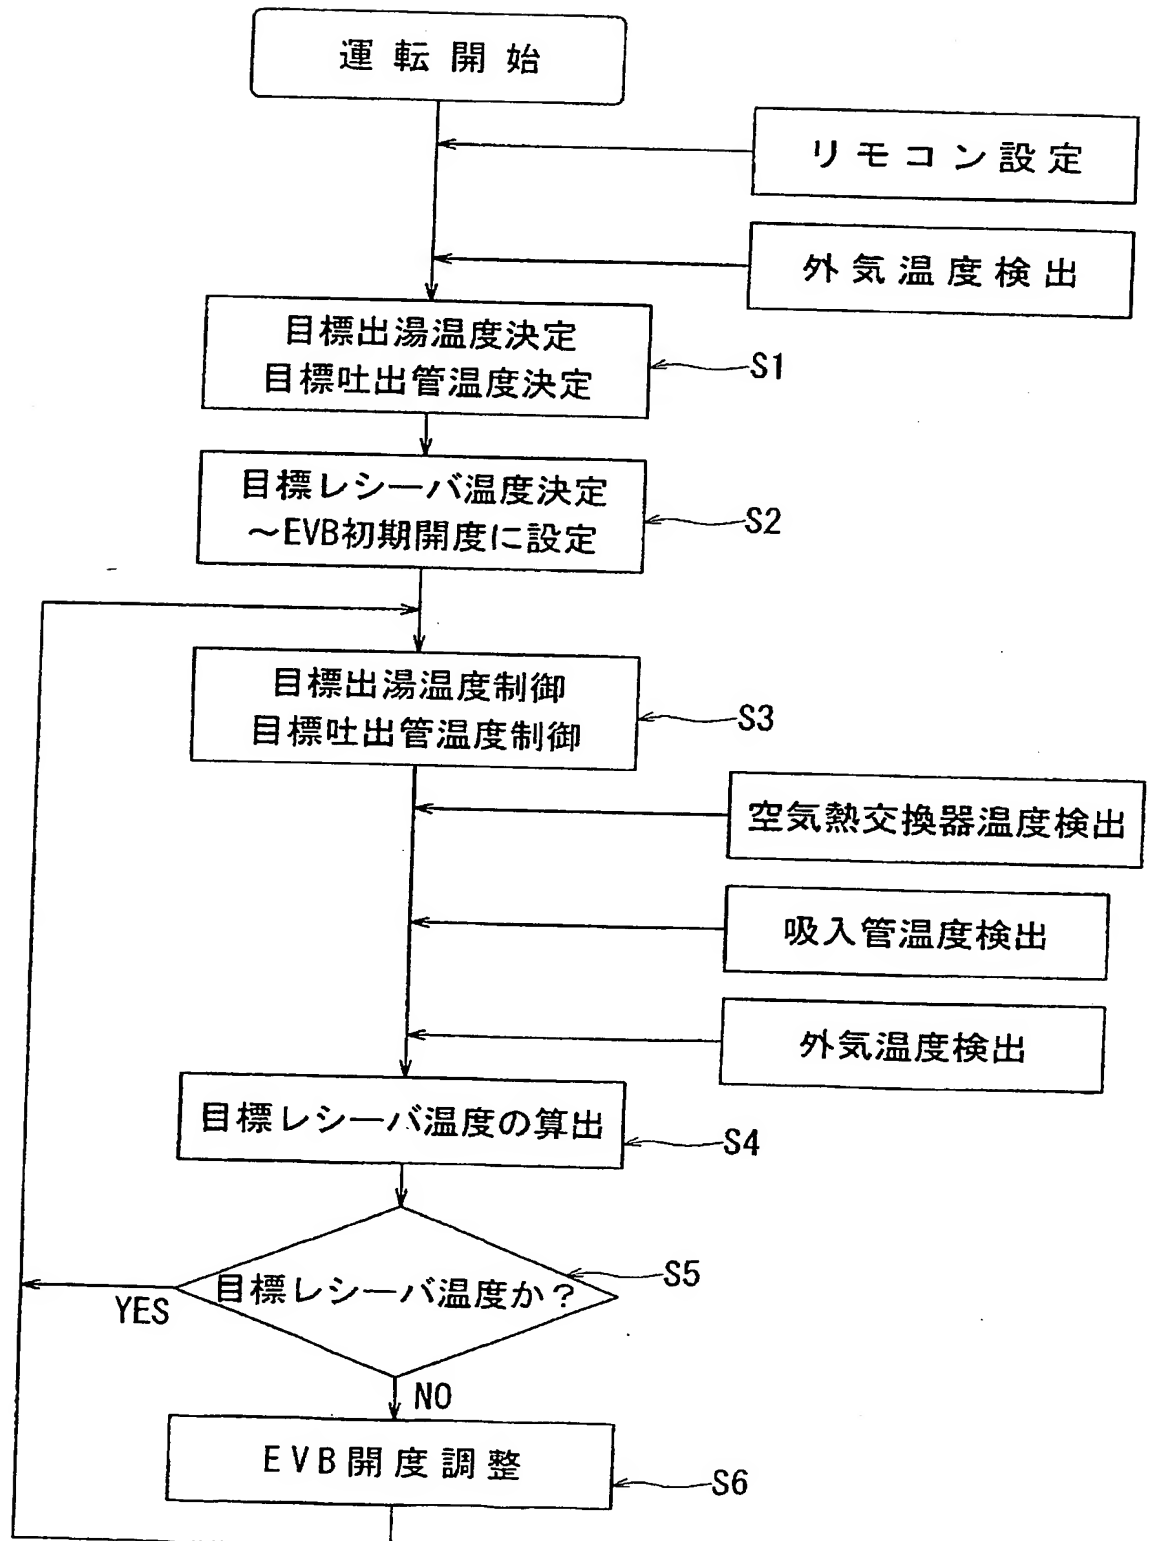 運転開始
リモコン設定
外気温度検出
目標出湯温度決定
目標吐出管温度決定
S1
目標レシーバ温度決定
～EVB初期開度に設定
S2
目標出湯温度制御
目標吐出管温度制御
S3
空気熱交換器温度検出
吸入管温度検出
外気温度検出
目標レシーバ温度の算出
S4
目標レシーバ温度か？
S5
YES
NO
EVB開度調整
S6